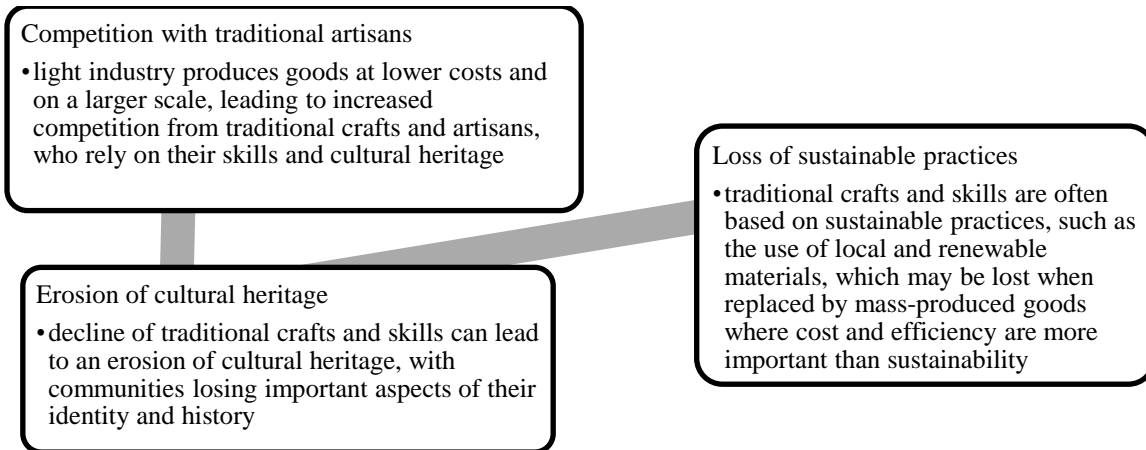 Competition with traditional artisans
•light industry produces goods at lower costs and
on a larger scale, leading to increased
competition from traditional crafts and artisans,
who rely on their skills and cultural heritage
Erosion of cultural heritage
•decline of traditional crafts and skills can lead
to an erosion of cultural heritage, with
communities losing important aspects of their
identity and history
Loss of sustainable practices
•traditional crafts and skills are often
based on sustainable practices, such as
the use of local and renewable
materials, which may be lost when
replaced by mass-produced goods
where cost and efficiency are more
important than sustainability